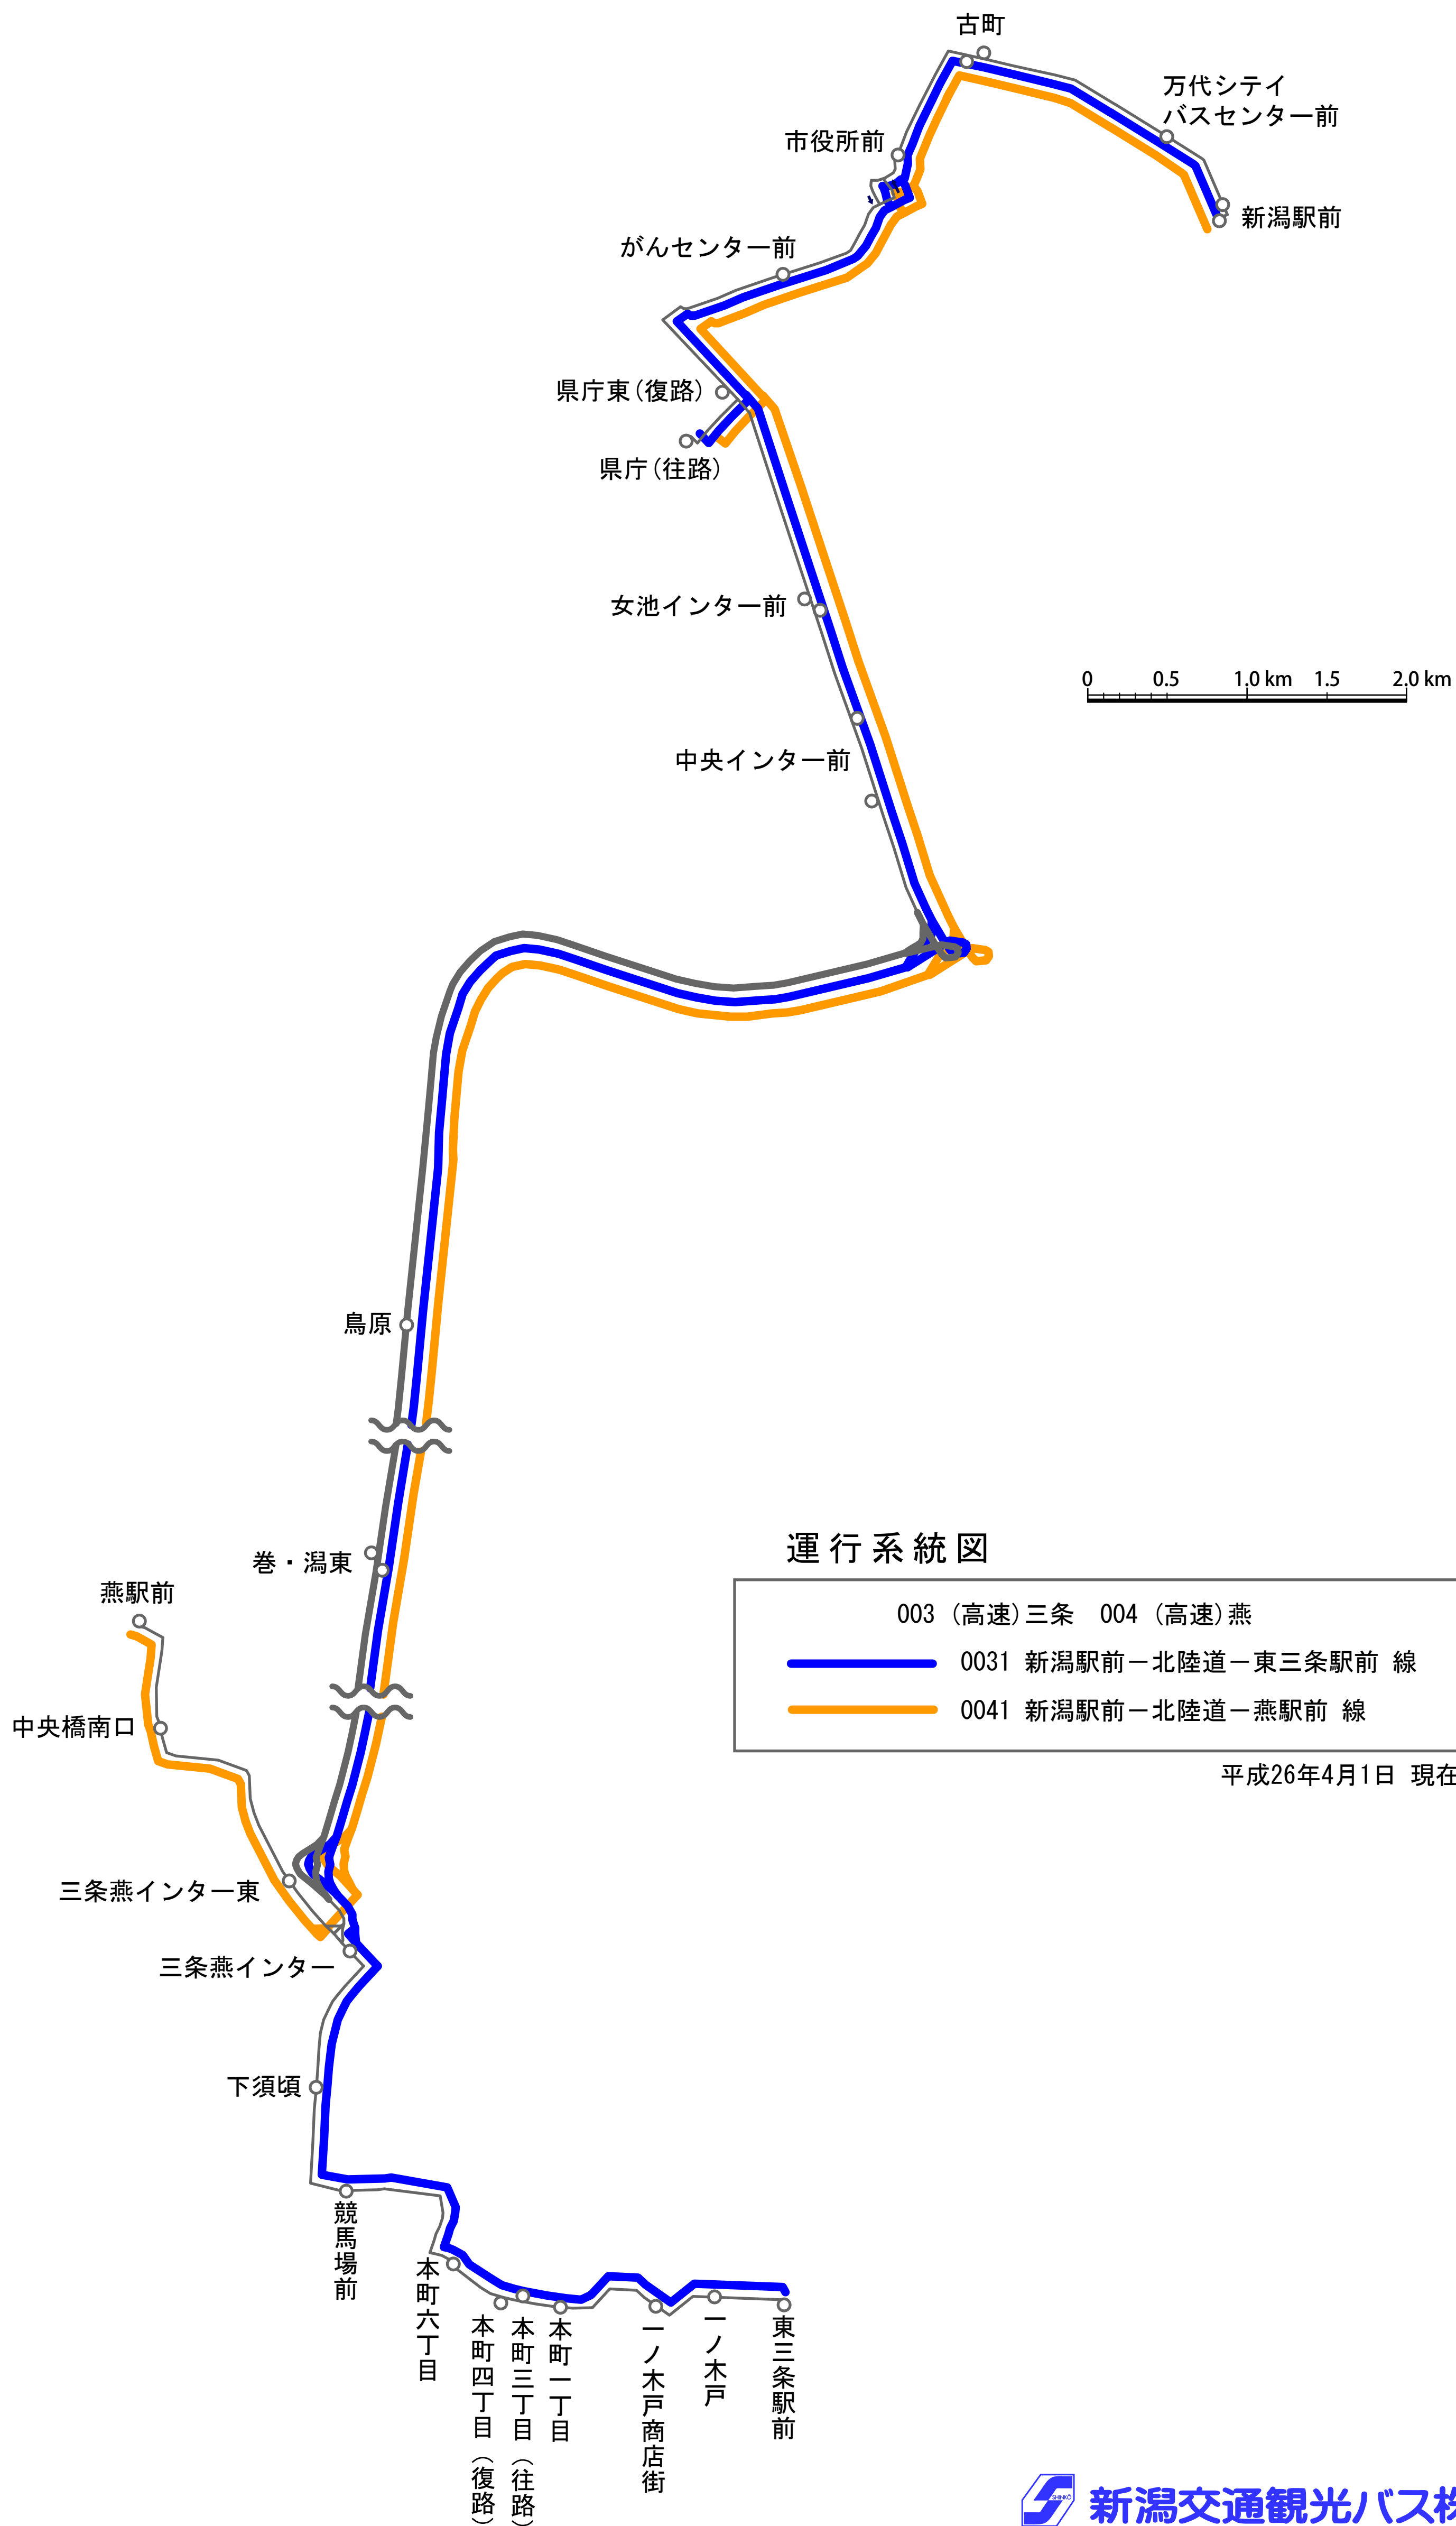 古町
万代シテイ
バスセンター前
市役所前
新潟駅前
がんセンター前
県庁東(復路)
県庁(往路)
女池インター前
0 0.5 1.0 km 1.5 2.0 km
中央インター前
鳥原
運行系統図
巻・潟東
燕駅前
003 (高速)三条 004 (高速)燕
0031 新潟駅前－北陸道－東三条駅前 線
0041 新潟駅前－北陸道－燕駅前 線
中央橋南口
平成26年4月1日 現在
三条燕インター東
三条燕インター
下須頃
競馬場前
本町六丁目
本町四丁目(復路)
本町三丁目(往路)
本町一丁目
一ノ木戸商店街
一ノ木戸
東三条駅前
SHINKO
新潟交通観光バス株